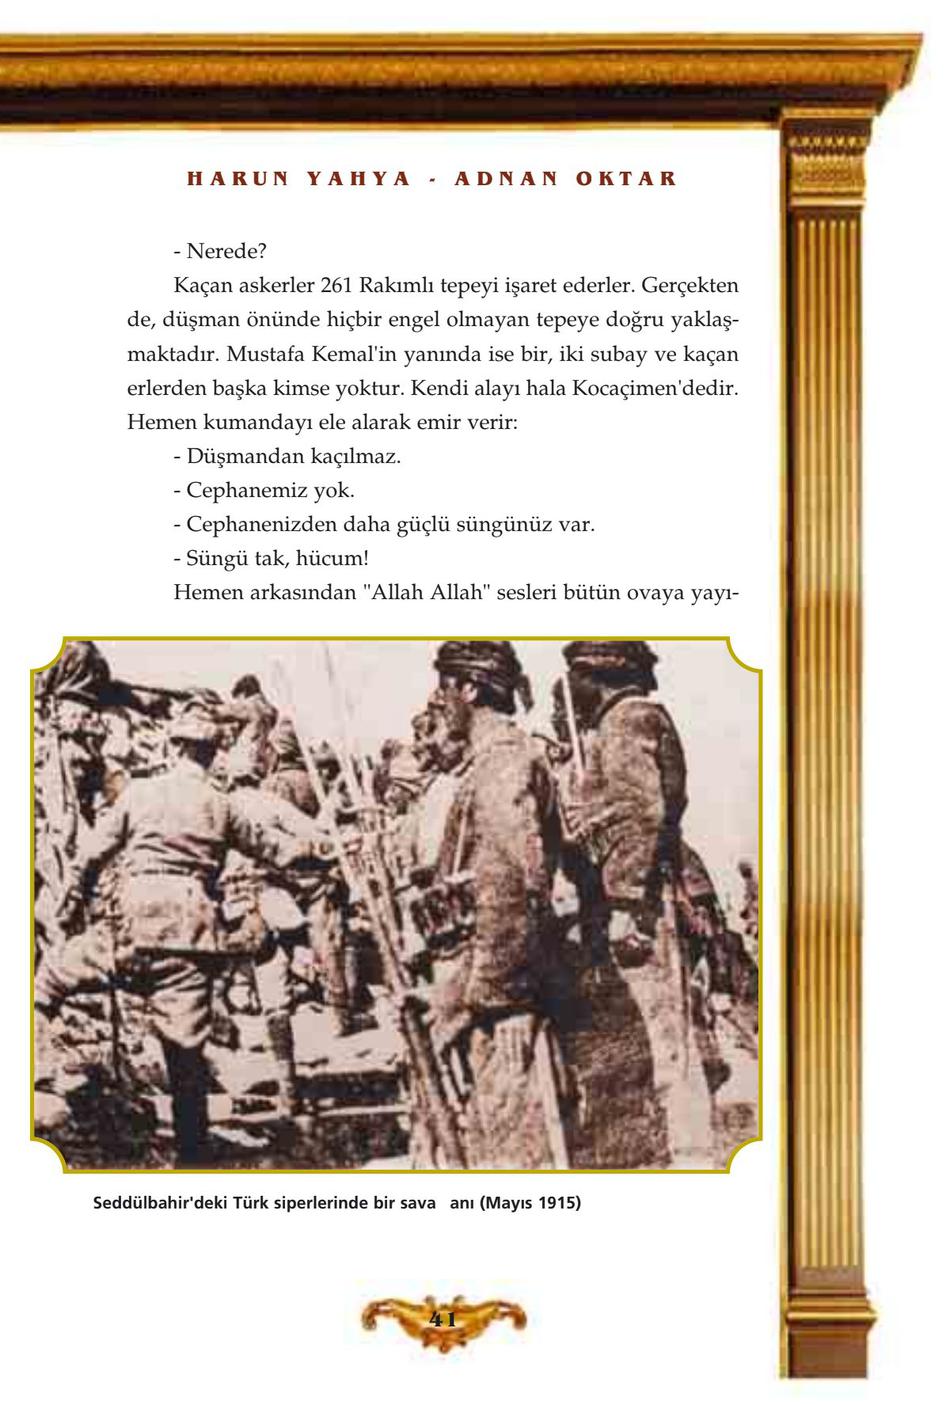 HARUN YAHYA - ADNAN OKTAR
- Nerede?
Kaçan askerler 261 Rakımlı tepeyi işaret ederler. Gerçekten
de, düşman önünde hiçbir engel olmayan tepeye doğru yaklaş-
maktadır. Mustafa Kemal'in yanında ise bir, iki subay ve kaçan
erlerden başka kimse yoktur. Kendi alayı hala Kocaçimen'dedir.
Hemen kumandayı ele alarak emir verir:
- Düşmandan kaçılmaz.
- Cephanemiz yok.
- Cephanenizden daha güçlü süngünüz var.
- Süngü tak, hücum!
Hemen arkasından "Allah Allah" sesleri bütün ovaya yayı-
Seddülbahir'deki Türk siperlerinde bir sava anı (Mayıs 1915)
41